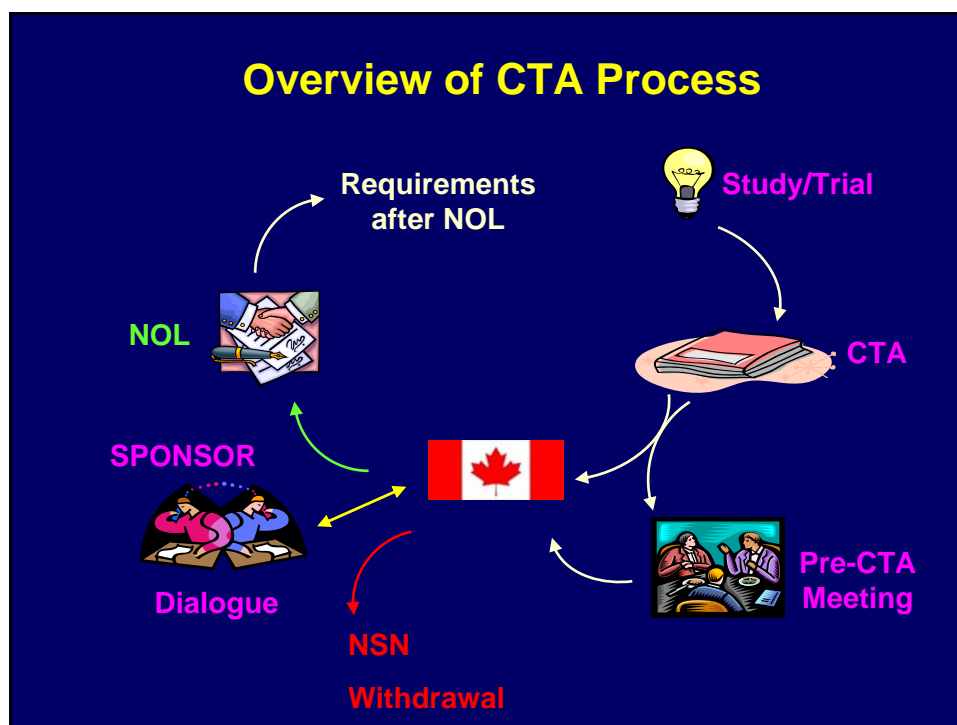 Overview of CTA Process
Requirements
after NOL
Study/Trial
NOL
CTA
SPONSOR
Dialogue
Pre-CTA
Meeting
NSN
Withdrawal